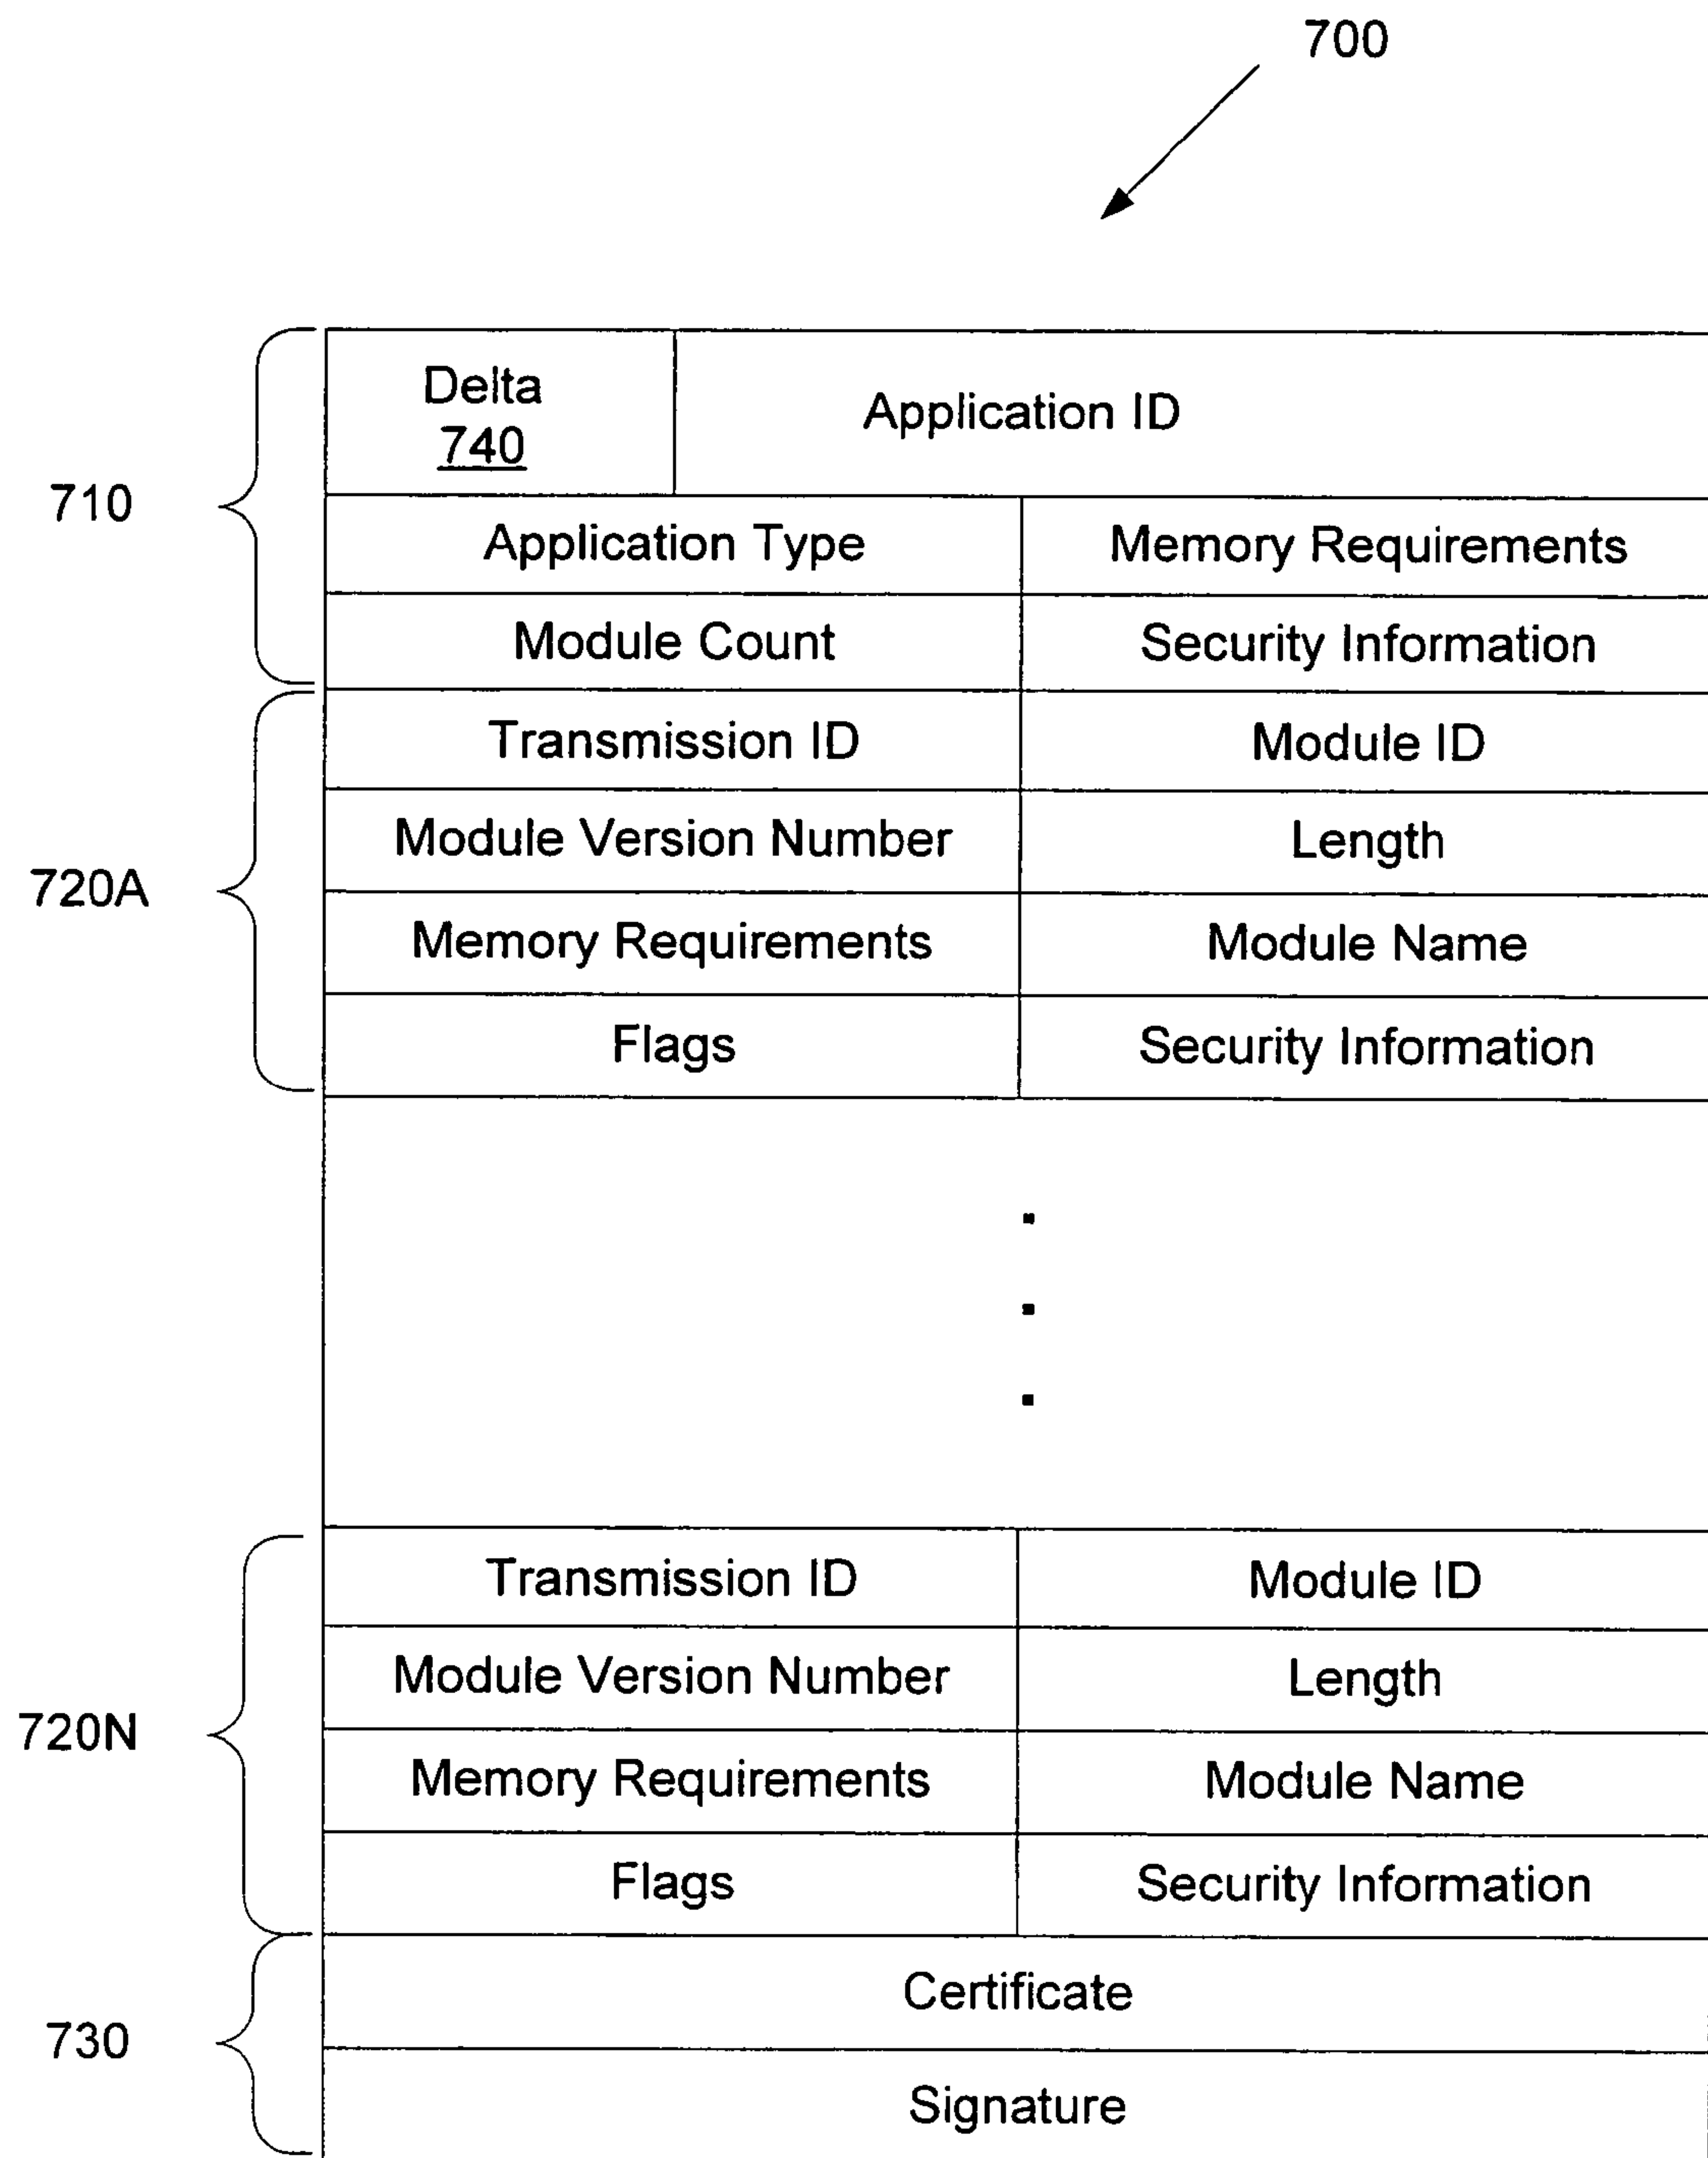 700
Delta
740
Application ID
710
Application Type Memory Requirements
Module Count Security Information
Transmission ID Module ID
Module Version Number Length
720A
Memory Requirements Module Name
Flags Security Information
Transmission ID Module ID
Module Version Number Length
720N
Memory Requirements Module Name
Flags Security Information
Certificate
730
Signature